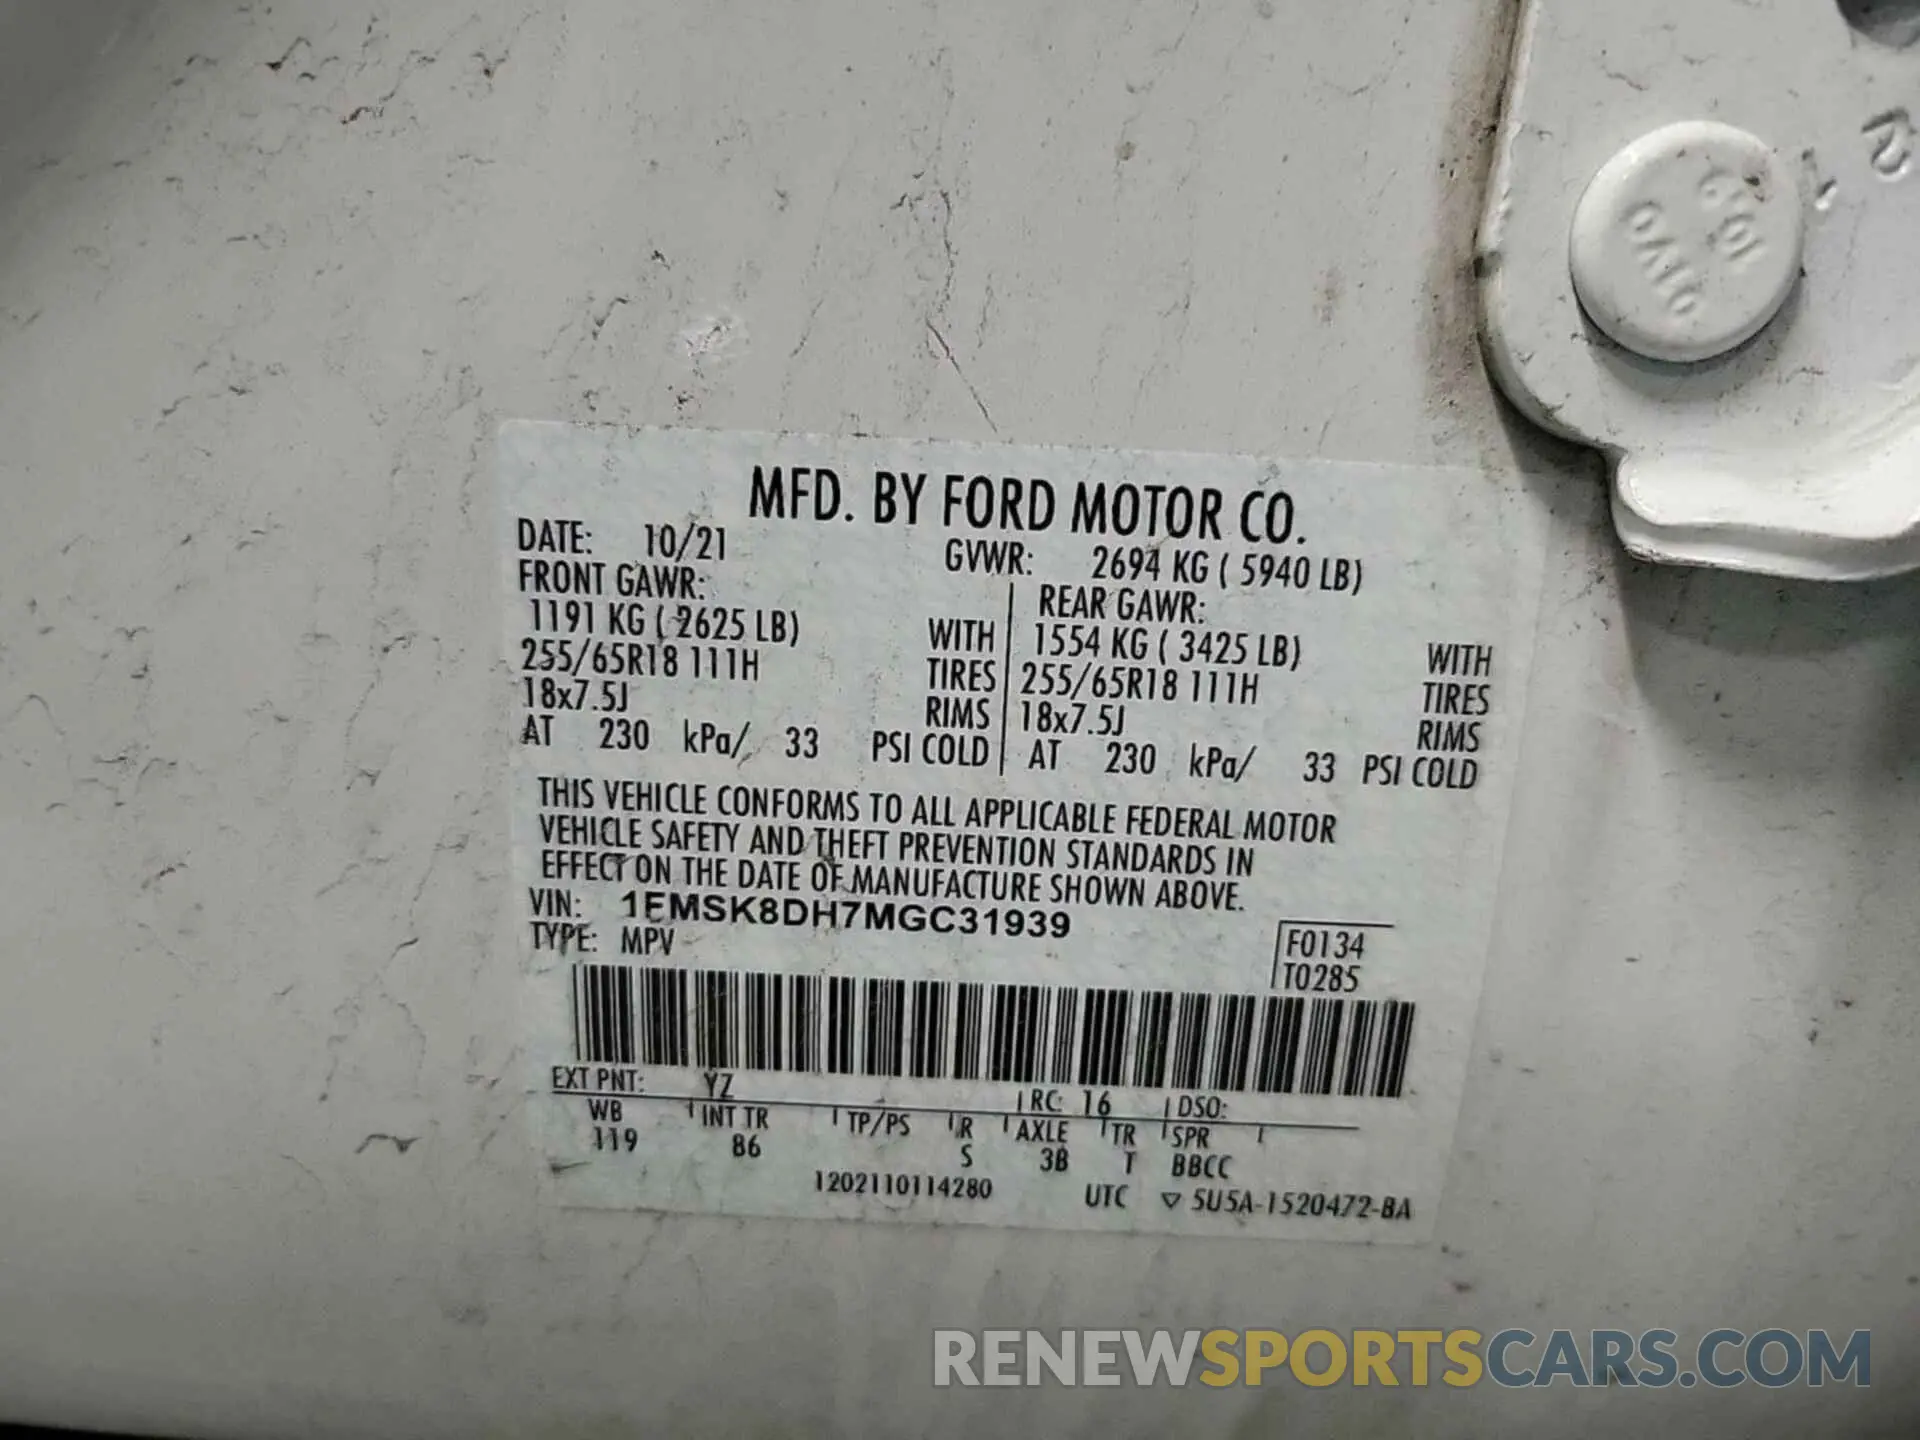 MFD. BY FORD MOTOR CO.
DATE: 10/21 GVWR: 2694 KG ( 5940 LB)
FRONT GAWR: REAR GAWR:
1191 KG ( 2625 LB) WITH 1554 KG ( 3425 LB) WITH
255/65R18 111H TIRES 255/65R18 111H TIRES
18x7.5J RIMS 18x7.5J RIMS
AT 230 kPa/ 33 PSI COLD AT 230 kPa/ 33 PSI COLD
THIS VEHICLE CONFORMS TO ALL APPLICABLE FEDERAL MOTOR
VEHICLE SAFETY AND THEFT PREVENTION STANDARDS IN
EFFECT ON THE DATE OF MANUFACTURE SHOWN ABOVE.
VIN: 1FMSK8DH7MGC31939
TYPE: MPV
F0134
T0285
EXT PNT: YZ RC: 16 DSO:
WB INT TR TP/PS R AXLE TR SPR
119 86 S 3B T BBCC
1202110114280 UTC ▽ 5U5A-1520472-BA
RENEWSPORTSCARS.COM